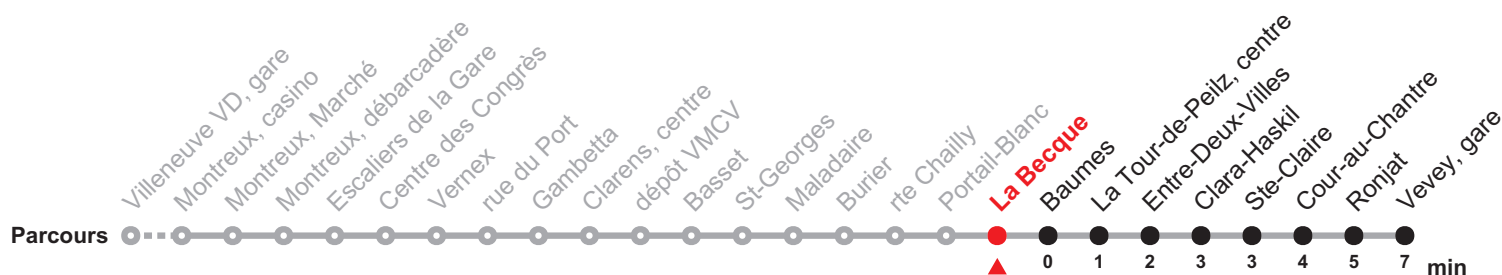 Villeneuve VD, gare
Montreux, casino
Montreux, Marché
Montreux, débarcadère
Escaliers de la Gare
Centre des Congrès
Vernex
rue du Port
Gambetta
Clarens, centre
dépôt VMCV
Basset
St-Georges
Maladaire
Burier
rte Chailly
Portail-Blanc
La Becque
Baumes
La Tour-de-Peilz, centre
Entre-Deux-Villes
Clara-Haskil
Ste-Claire
Cour-au-Chantre
Ronjat
Vevey, gare
Parcours
0 1 2 3 3 4 5 7 min